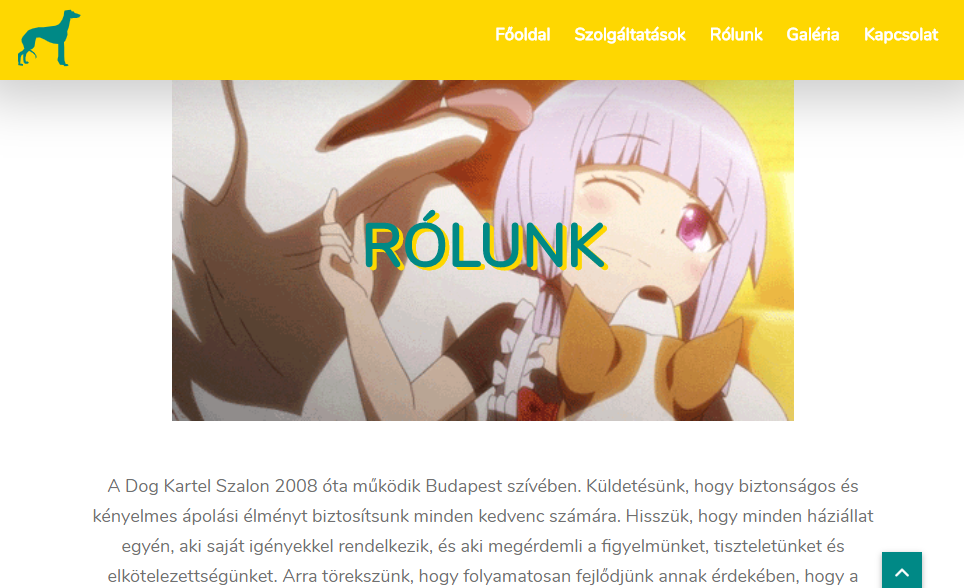 Főoldal Szolgáltatások Rólunk Galéria Kapcsolat
RÓLUNK
A Dog Kartel Szalon 2008 óta működik Budapest szívében. Küldetésünk, hogy biztonságos és
kényelmes ápolási élményt biztosítsunk minden kedvenc számára. Hisszük, hogy minden háziállat
egyén, aki saját igényekkel rendelkezik, és aki megérdemli a figyelmünket, tiszteletünket és
elkötelezettségünket. Arra törekszünk, hogy folyamatosan fejlődjünk annak érdekében, hogy a